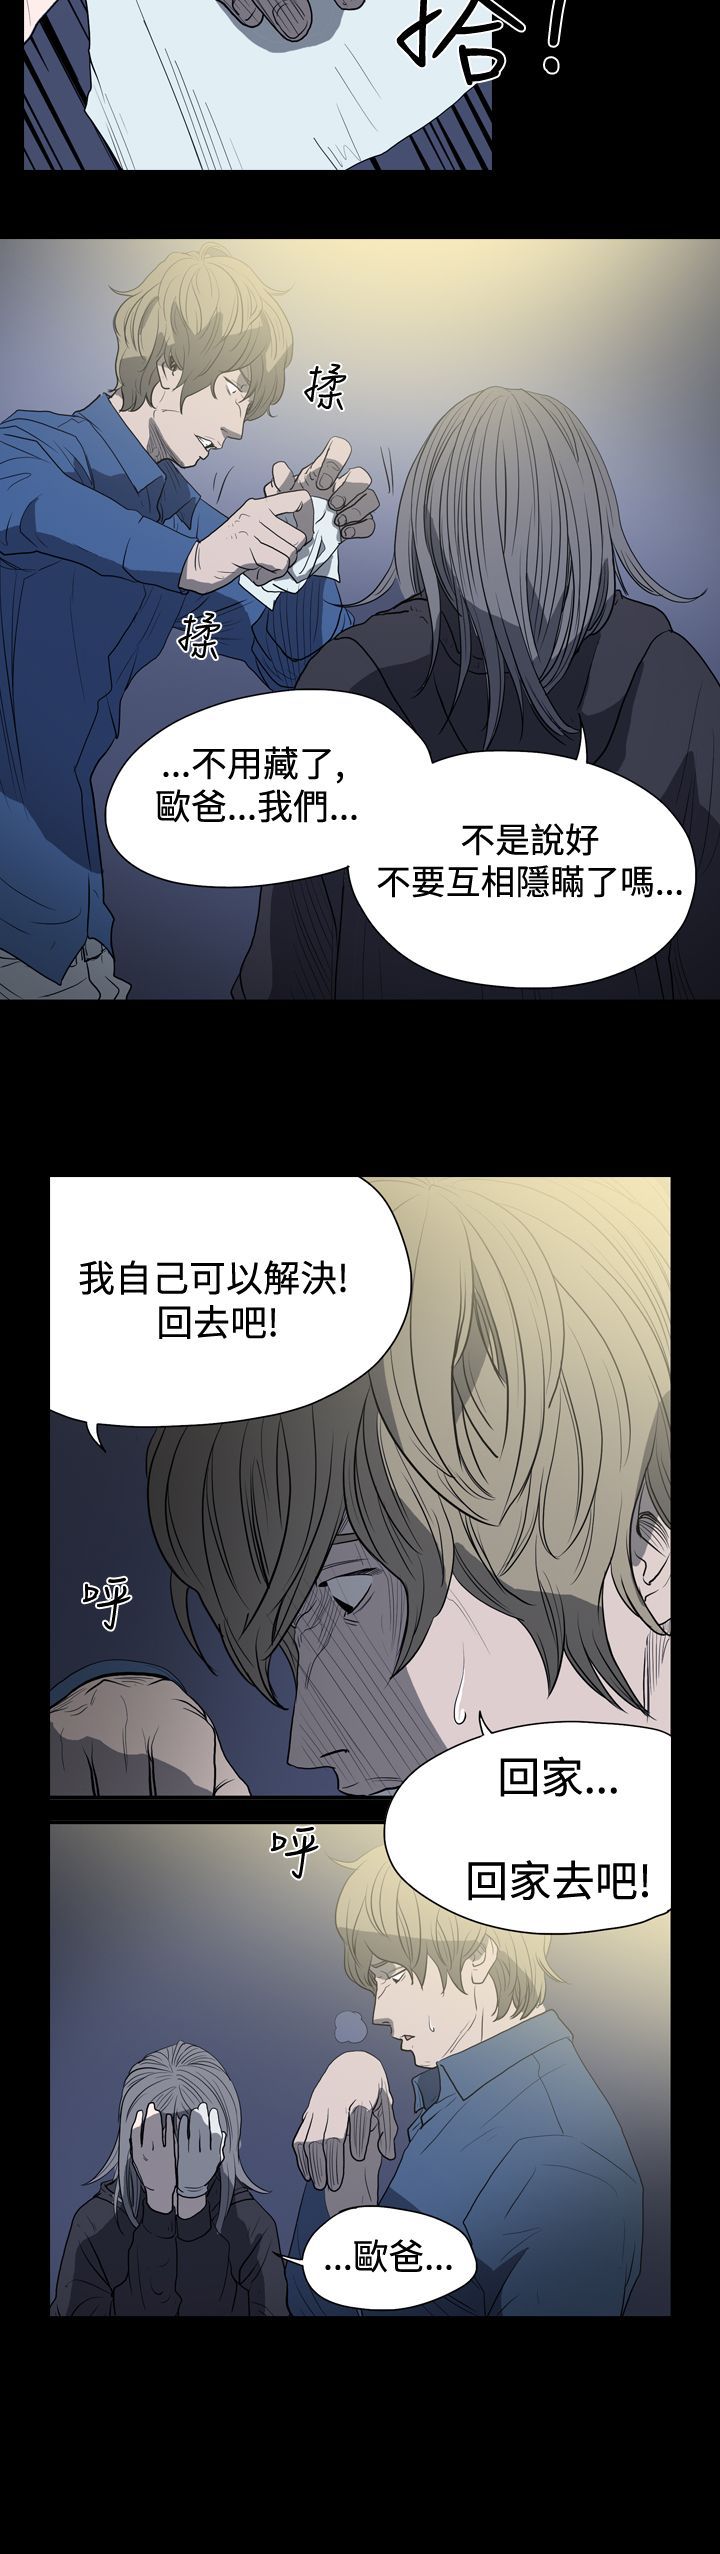 拾!
揉
揉
...不用藏了,
歐爸...我們...
不是說好
不要互相隱瞞了嗎...
我自己可以解決!
回去吧!
呼
回家...
回家去吧!
呼
...歐爸...